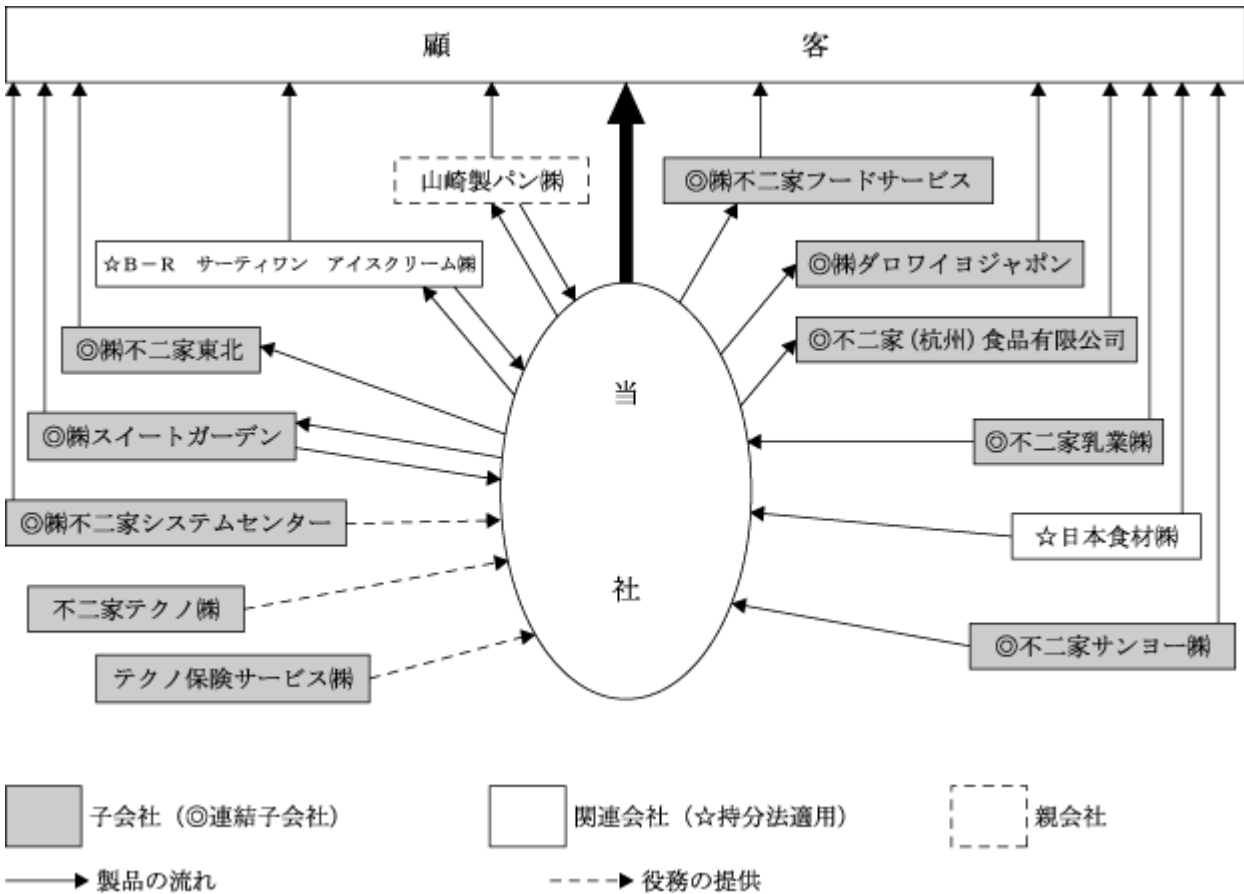 顧 客
山崎製パン㈱
◎㈱不二家フードサービス
☆B-R サーティワン アイスクリーム㈱
◎㈱ダロワイヨジャポン
◎㈱不二家東北
◎不二家(杭州)食品有限公司
当
◎㈱スイートガーデン
◎不二家乳業㈱
◎㈱不二家システムセンター
☆日本食材㈱
社
不二家テクノ㈱
◎不二家サンヨー㈱
テクノ保険サービス㈱
子会社(◎連結子会社)
関連会社(☆持分法適用)
親会社
製品の流れ
役務の提供